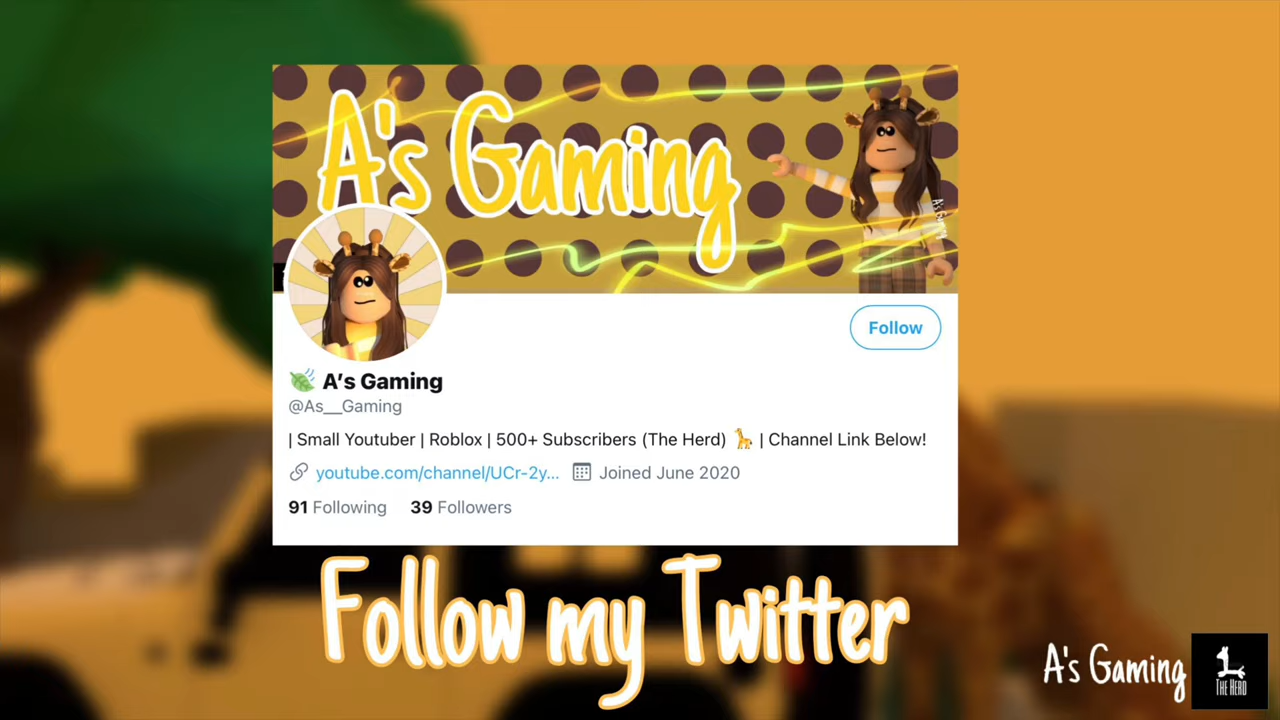 A's Gaming
A's Gaming
Follow
A's Gaming
@As__Gaming
| Small Youtuber | Roblox | 500+ Subscribers (The Herd) 🦒 | Channel Link Below!
youtube.com/channel/UCr-2y... Joined June 2020
91 Following 39 Followers
Follow my Twitter
A's Gaming
THE HERD